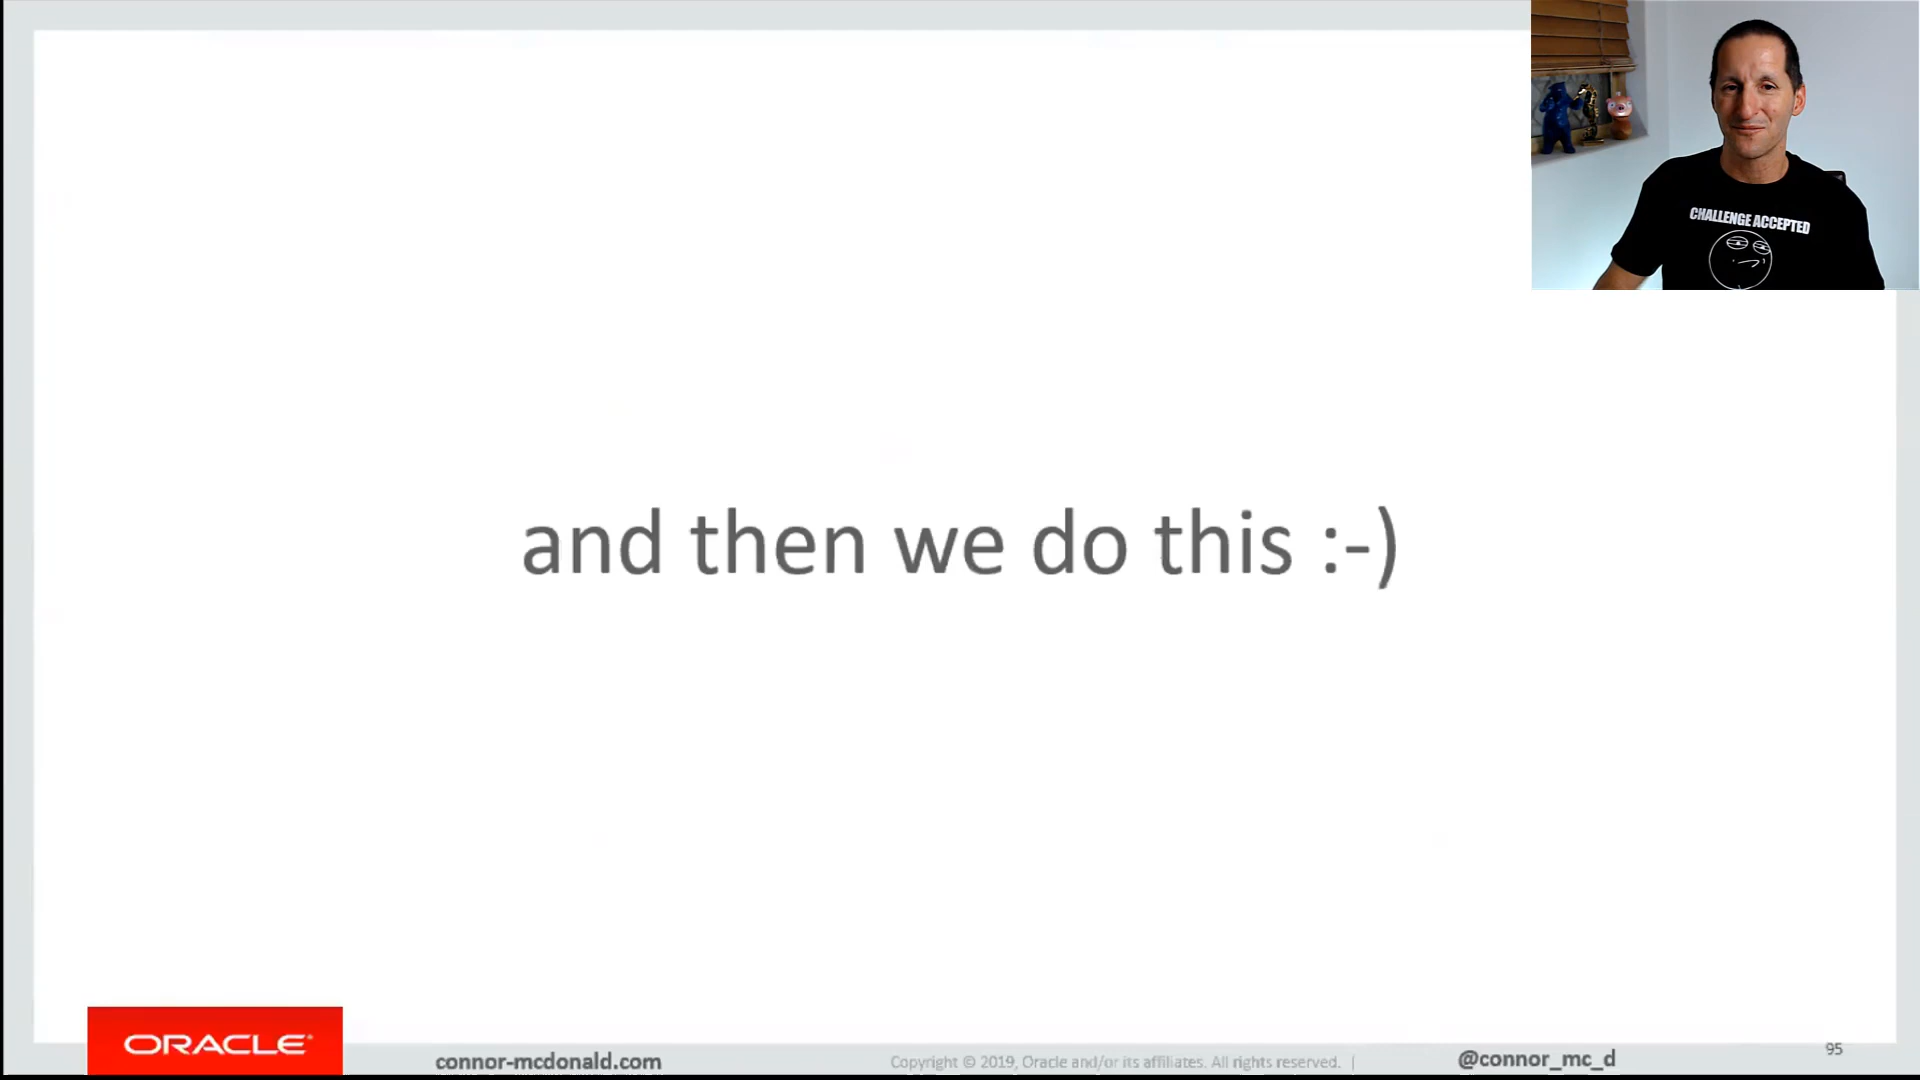 CHALLENGE ACCEPTED
and then we do this :-)
ORACLE®
connor-mcdonald.com
Copyright © 2019, Oracle and/or its affiliates. All rights reserved. |
@connor_mc_d
95